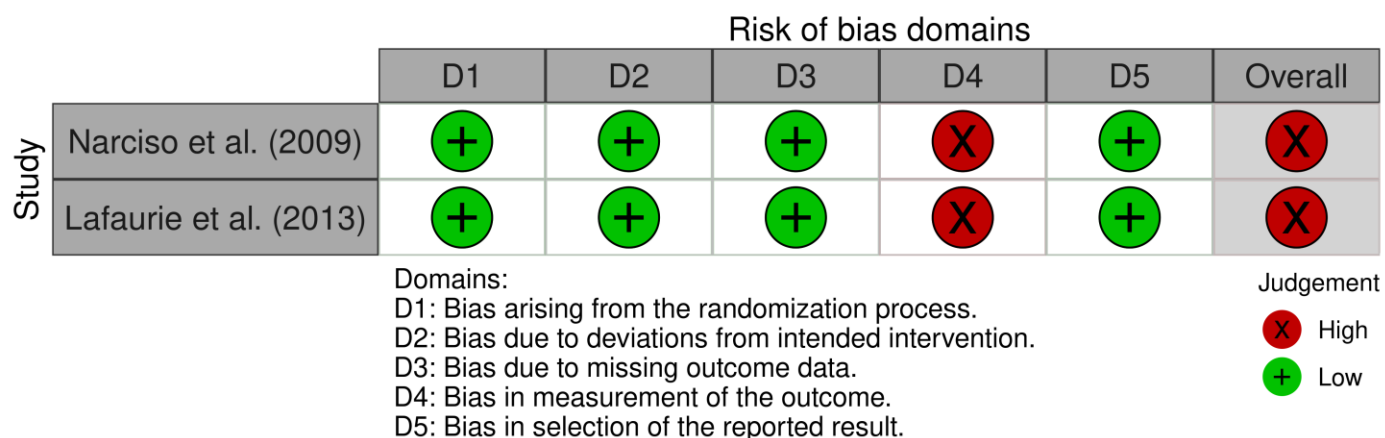 Risk of bias domains
D1 D2 D3 D4 D5 Overall
Study
Narciso et al. (2009) + + + X + X
Lafaurie et al. (2013) + + + X + X
Domains:
D1: Bias arising from the randomization process.
D2: Bias due to deviations from intended intervention.
D3: Bias due to missing outcome data.
D4: Bias in measurement of the outcome.
D5: Bias in selection of the reported result.
Judgement
X High
+ Low